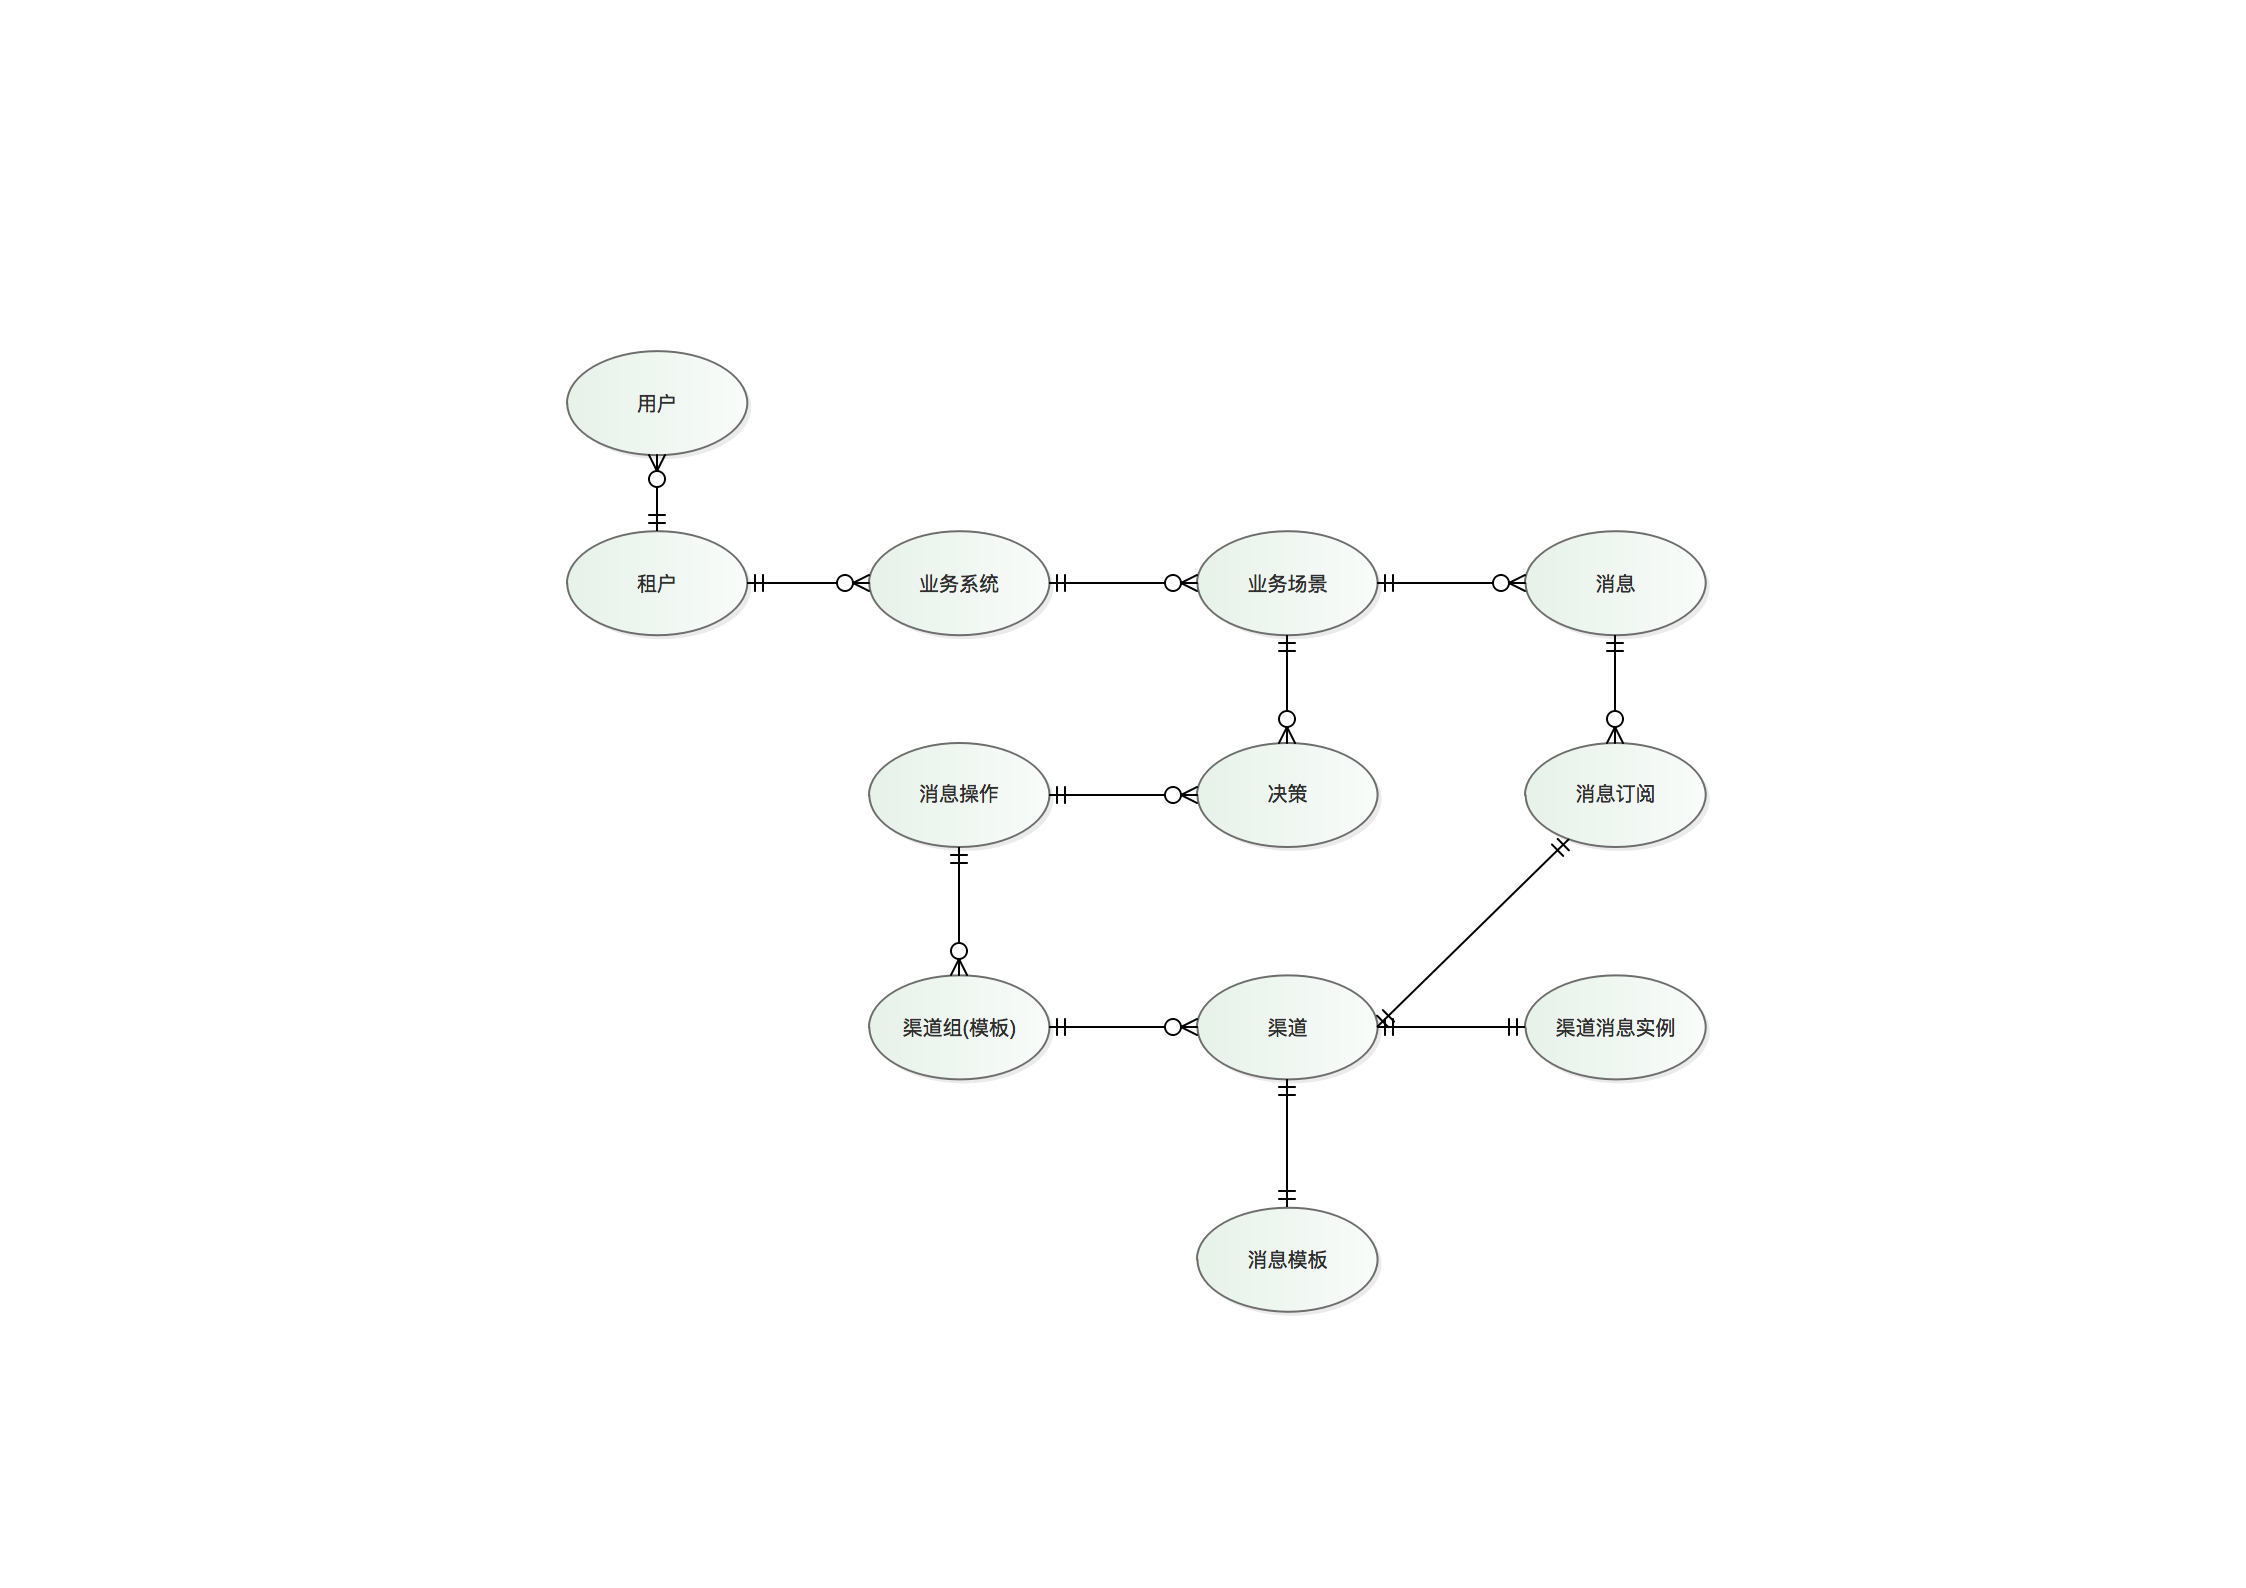 用户
租户
业务系统
业务场景
消息
消息操作
决策
消息订阅
渠道组(模板)
渠道
渠道消息实例
消息模板